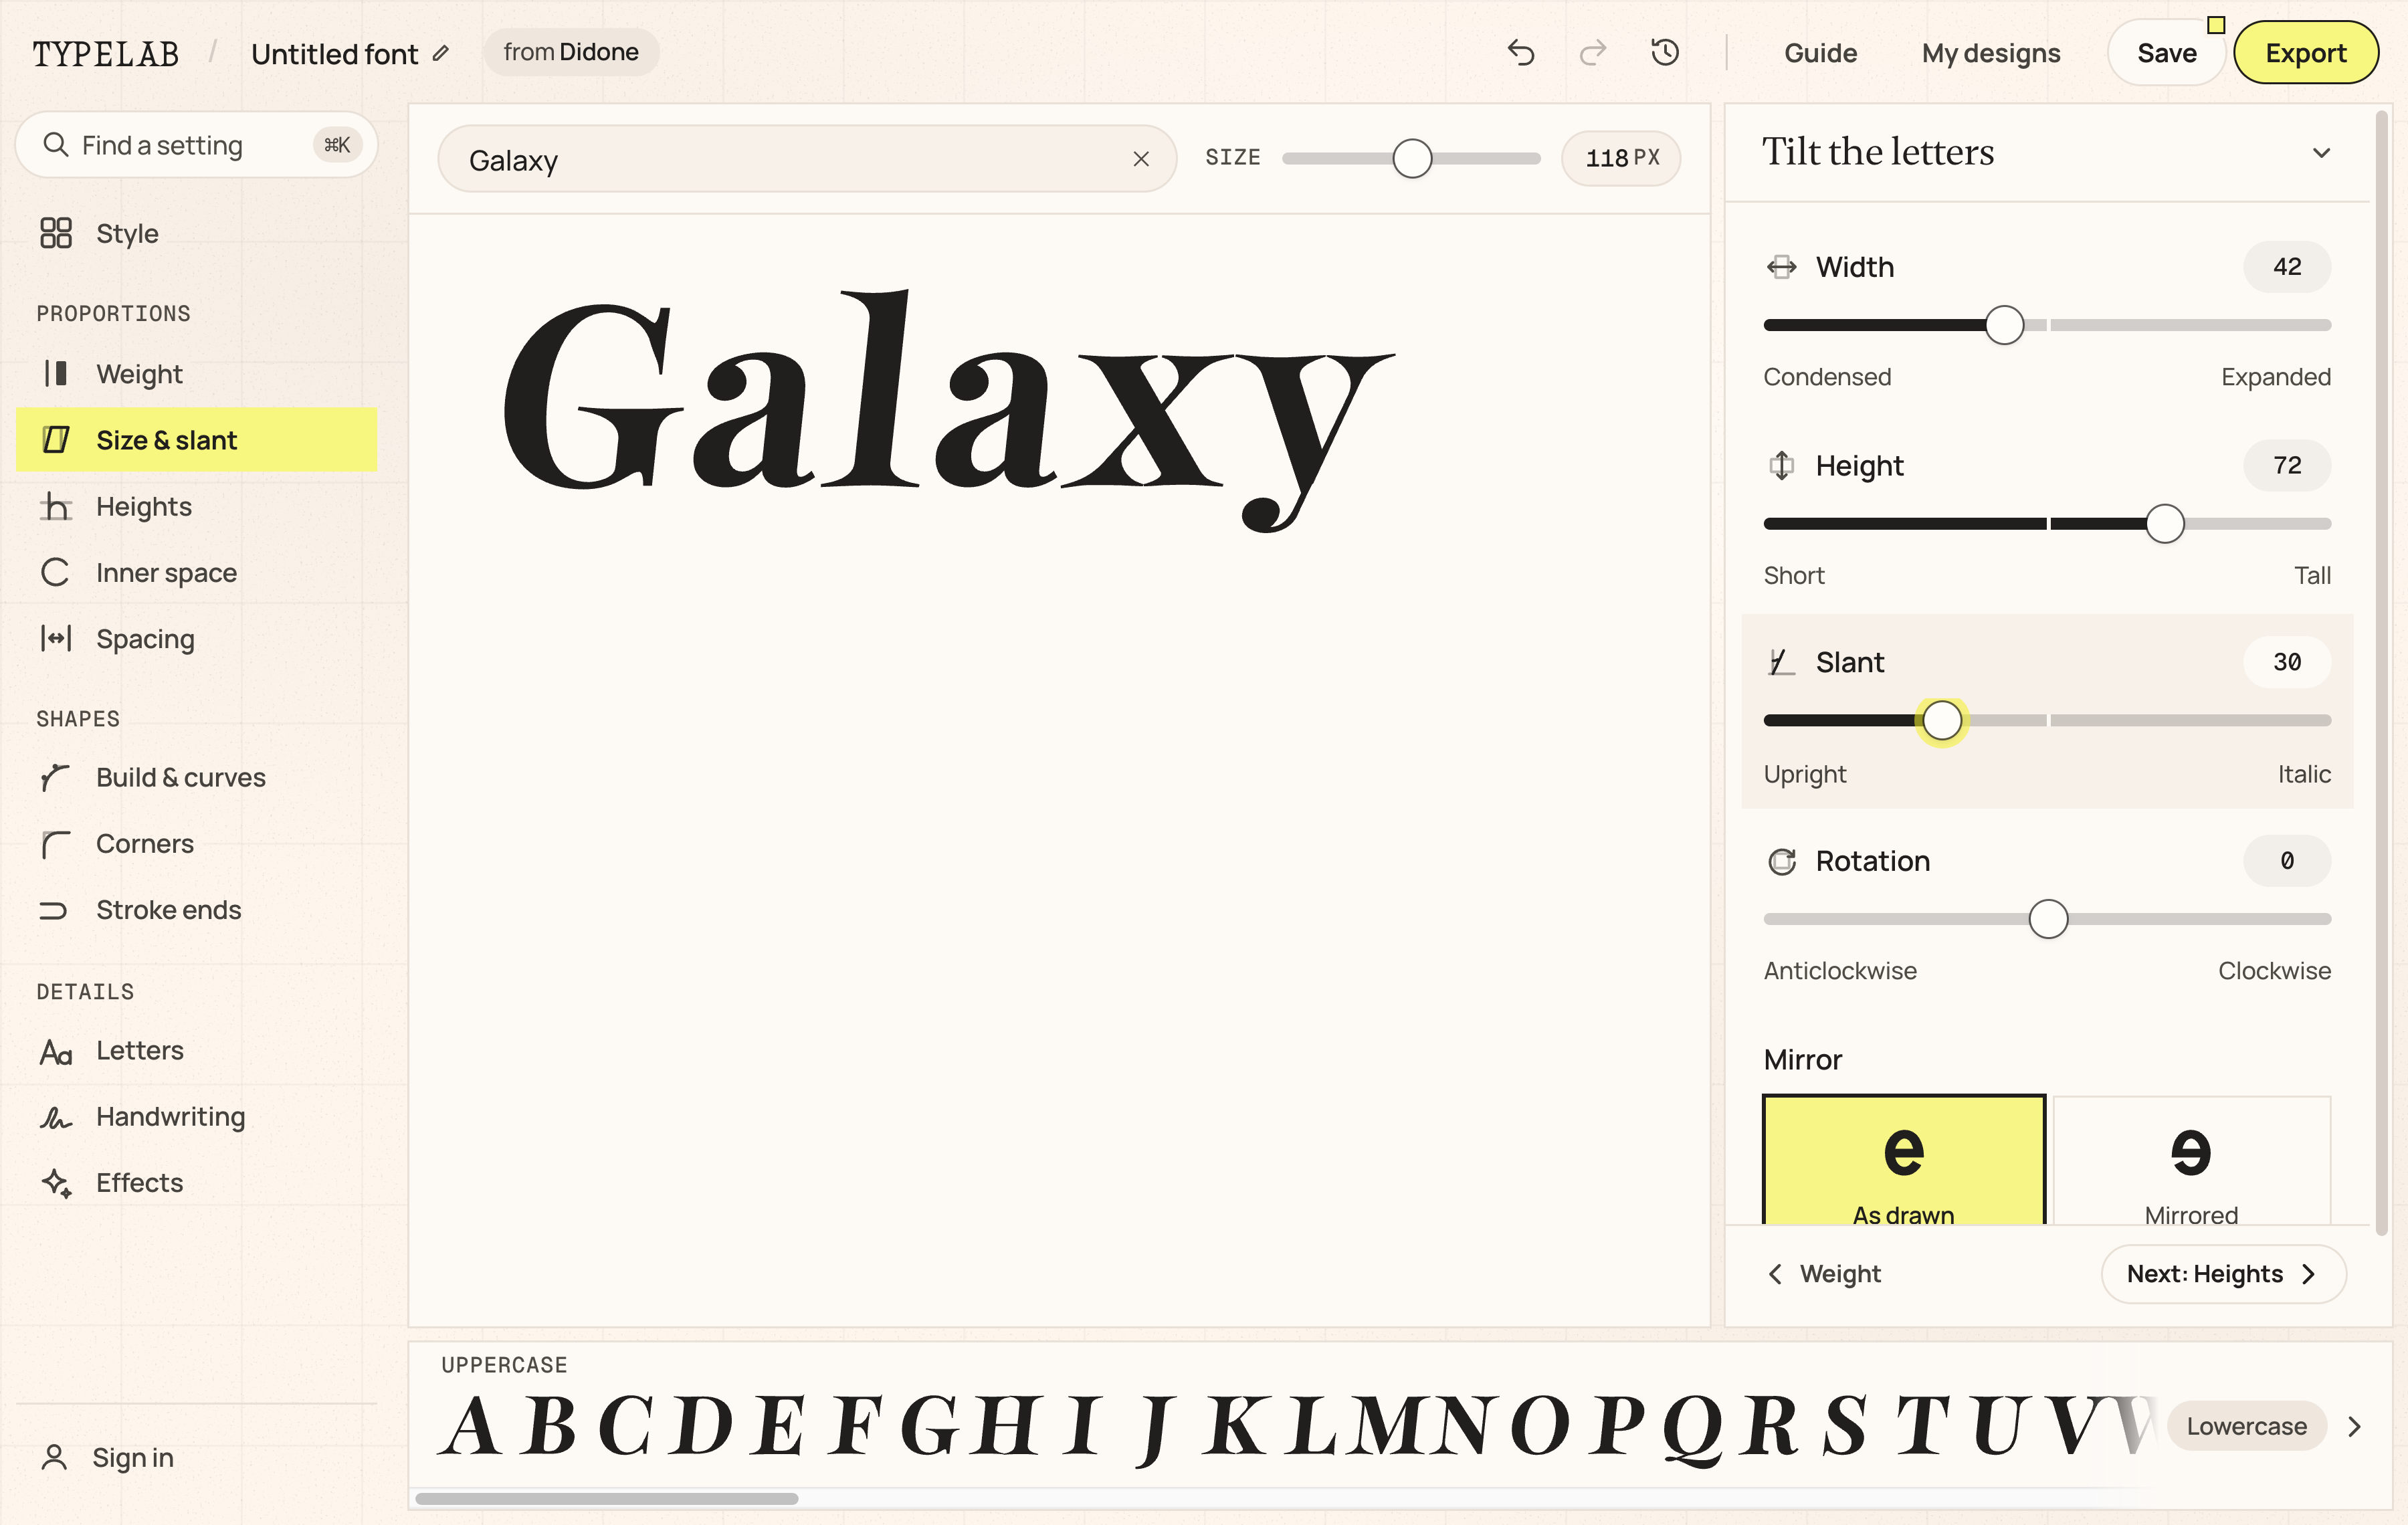 TYPELAB / Untitled font from Didone Guide My designs Save Export
Find a setting ⌘K
Style
PROPORTIONS
Weight
Size & slant
Heights
Inner space
Spacing
SHAPES
Build & curves
Corners
Stroke ends
DETAILS
Letters
Handwriting
Effects
Sign in
Galaxy SIZE 118 PX
Galaxy
Tilt the letters
Width 42
Condensed Expanded
Height 72
Short Tall
Slant 30
Upright Italic
Rotation 0
Anticlockwise Clockwise
Mirror
e e
As drawn Mirrored
Weight Next: Heights
UPPERCASE
A B C D E F G H I J K L M N O P Q R S T U V W Lowercase